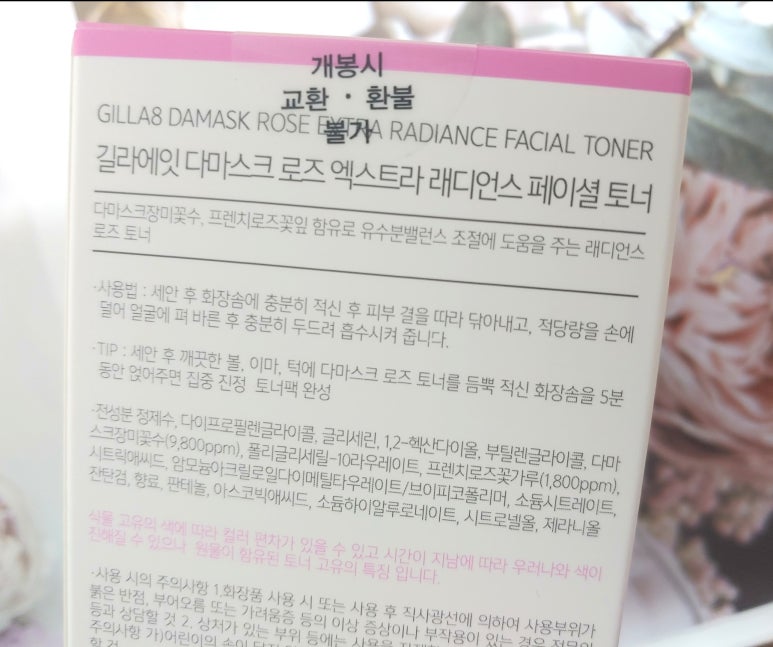 개봉시
교환 · 환불
불가
GILLA8 DAMASK ROSE EXTRA RADIANCE FACIAL TONER
길라에잇 다마스크 로즈 엑스트라 래디언스 페이셜 토너
다마스크장미꽃수, 프렌치로즈꽃잎 함유로 유수분밸런스 조절에 도움을 주는 래디언스
로즈 토너
·사용법 : 세안 후 화장솜에 충분히 적신 후 피부 결을 따라 닦아내고, 적당량을 손에
덜어 얼굴에 펴 바른 후 충분히 두드려 흡수시켜 줍니다.
·TIP : 세안 후 깨끗한 볼, 이마, 턱에 다마스크 로즈 토너를 듬뿍 적신 화장솜을 5분
동안 얹어주면 집중 진정 토너팩 완성
·전성분 정제수, 다이프로필렌글라이콜, 글리세린, 1,2-헥산다이올, 부틸렌글라이콜, 다마
스크장미꽃수(9,800ppm), 폴리글리세릴-10라우레이트, 프렌치로즈꽃가루(1,800ppm),
시트릭애씨드, 암모늄아크릴로일다이메틸타우레이트/브이피코폴리머, 소듐시트레이트,
잔탄검, 향료, 판테놀, 아스코빅애씨드, 소듐하이알루로네이트, 시트로넬올, 제라니올
식물 고유의 색에 따라 컬러 편차가 있을 수 있고 시간이 지남에 따라 우러나와 색이
진해질 수 있으나 원물이 함유된 토너 고유의 특징 입니다.
·사용 시의 주의사항 1.화장품 사용 시 또는 사용 후 직사광선에 의하여 사용부위가
붉은 반점, 부어오름 또는 가려움증 등의 이상 증상이나 부작용이 있는 경우 전문의
등과 상담할 것 2. 상처가 있는 부위 등에는 사용을
주의사항 가)어린이의 손이
할 것